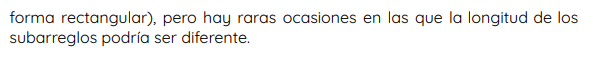 forma rectangular), pero hay raras ocasiones en las que la longitud de los
subarreglos podría ser diferente.